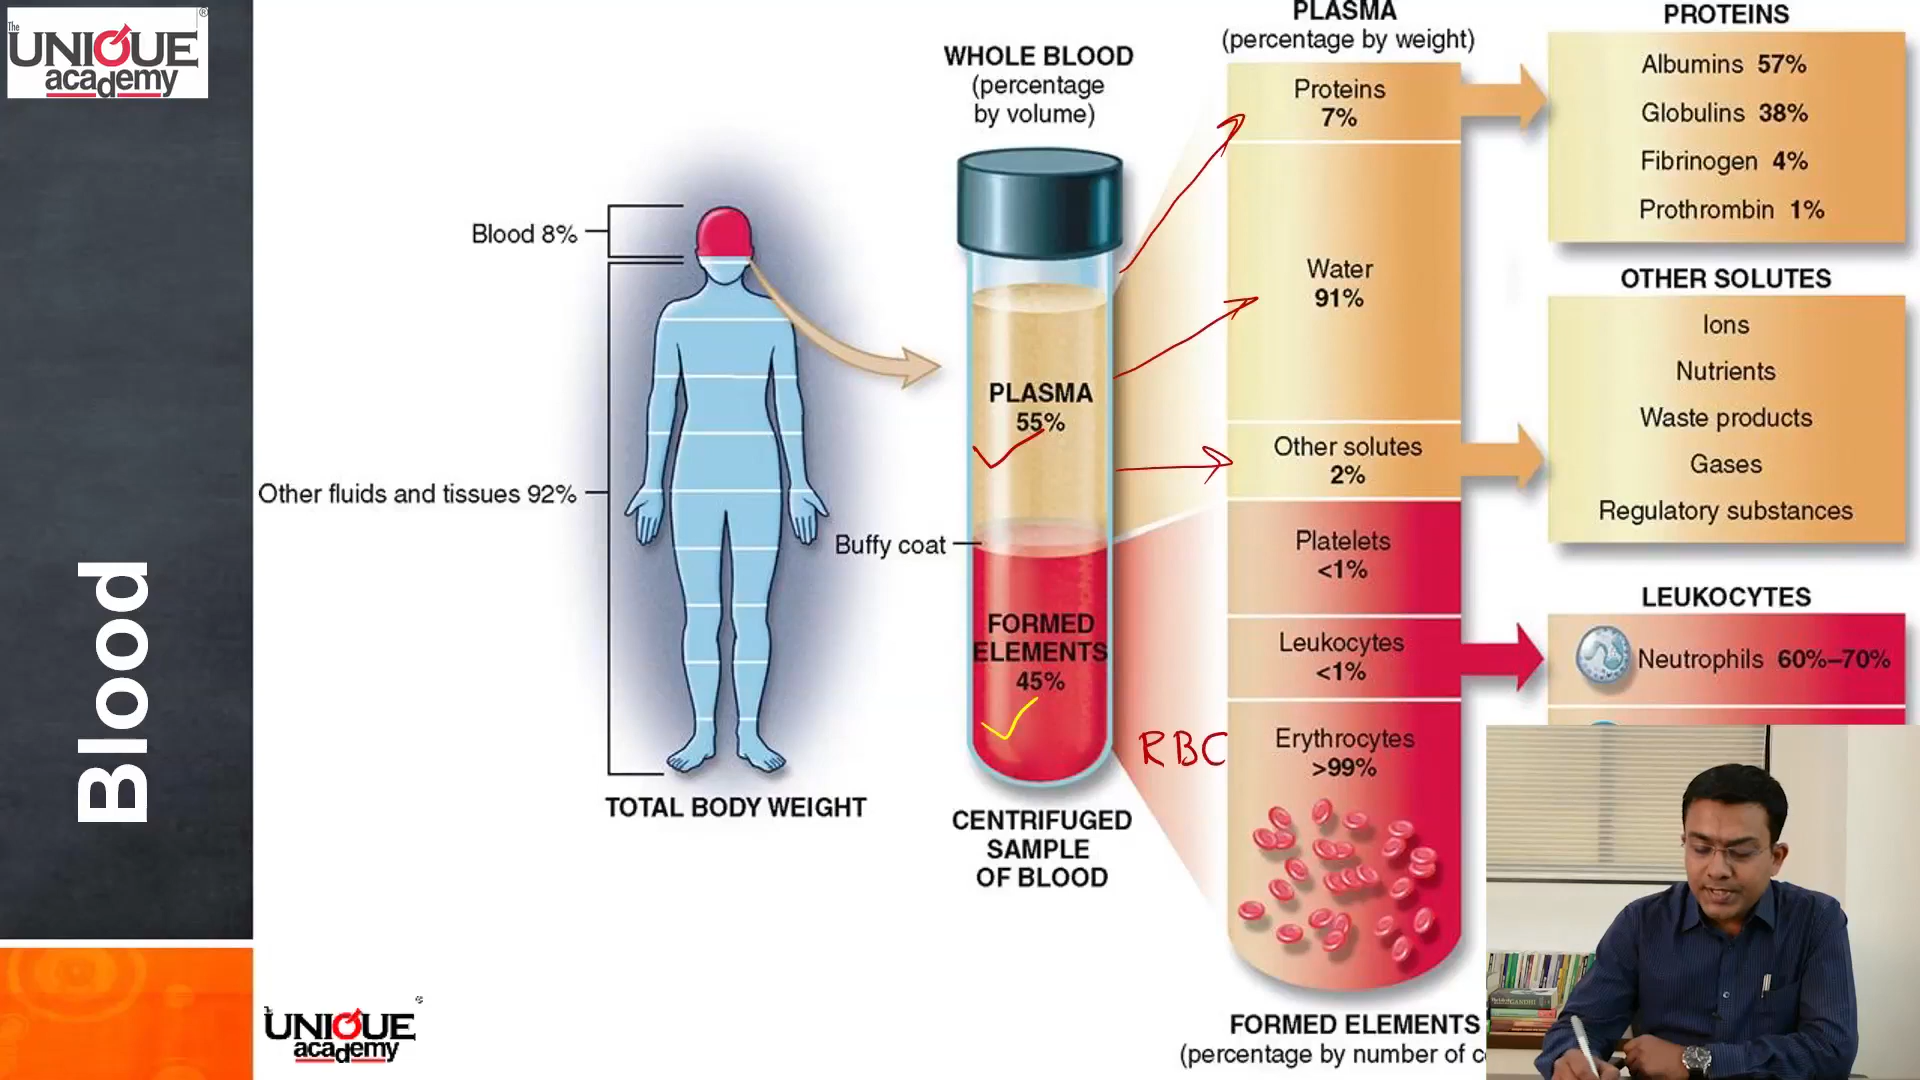 The
UNIQUE
academy
Blood
Blood 8%
Other fluids and tissues 92%
TOTAL BODY WEIGHT
WHOLE BLOOD
(percentage
by volume)
PLASMA
55%
Buffy coat
FORMED
ELEMENTS
45%
CENTRIFUGED
SAMPLE
OF BLOOD
PLASMA
(percentage by weight)
Proteins
7%
Water
91%
Other solutes
2%
Platelets
<1%
Leukocytes
<1%
RBC
Erythrocytes
>99%
FORMED ELEMENTS
(percentage by number of c
PROTEINS
Albumins 57%
Globulins 38%
Fibrinogen 4%
Prothrombin 1%
OTHER SOLUTES
Ions
Nutrients
Waste products
Gases
Regulatory substances
LEUKOCYTES
Neutrophils 60%–70%
UNIQUE
academy